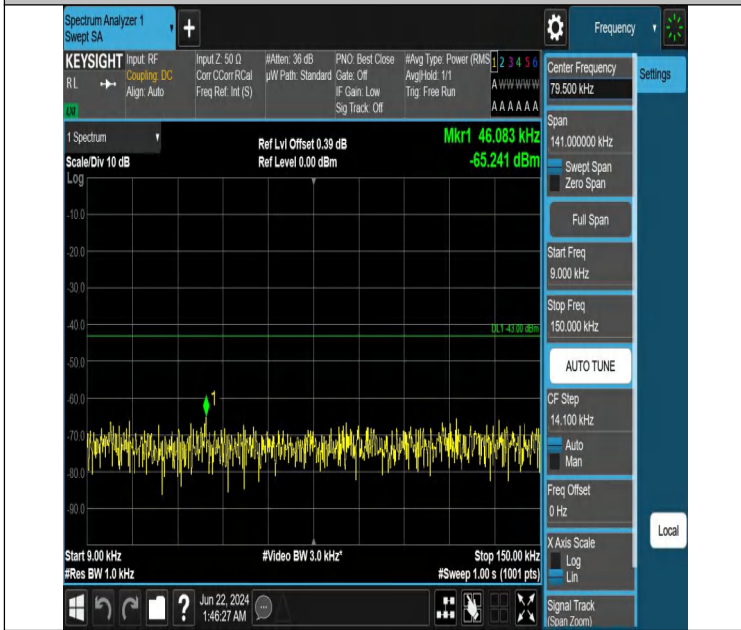 Spectrum Analyzer 1
Swept SA
+
Frequency
KEYSIGHT
RL
Input: RF
Coupling: DC
Align: Auto
Input Z: 50 Ω
Corr CCorr RCal
Freq Ref: Int (S)
#Atten: 36 dB
µW Path: Standard
PNO: Best Close
Gate: Off
IF Gain: Low
Sig Track: Off
#Avg Type: Power (RMS
Avg|Hold: 1/1
Trig: Free Run
1 2 3 4 5 6
A W W W W W
A A A A A A
1 Spectrum
Scale/Div 10 dB
Log
Ref Lvl Offset 0.39 dB
Ref Level 0.00 dBm
Mkr1 46.083 kHz
-65.241 dBm
-10.0
-20.0
-30.0
-40.0
DL1 -43.00 dBm
-50.0
-60.0
1
-70.0
-80.0
-90.0
Start 9.00 kHz
#Res BW 1.0 kHz
#Video BW 3.0 kHz*
Stop 150.00 kHz
#Sweep 1.00 s (1001 pts)
?
Jun 22, 2024
1:46:27 AM
Center Frequency
79.500 kHz
Span
141.000000 kHz
Swept Span
Zero Span
Full Span
Start Freq
9.000 kHz
Stop Freq
150.000 kHz
AUTO TUNE
CF Step
14.100 kHz
Auto
Man
Freq Offset
0 Hz
X Axis Scale
Log
Lin
Signal Track
(Span Zoom)
Settings
Local